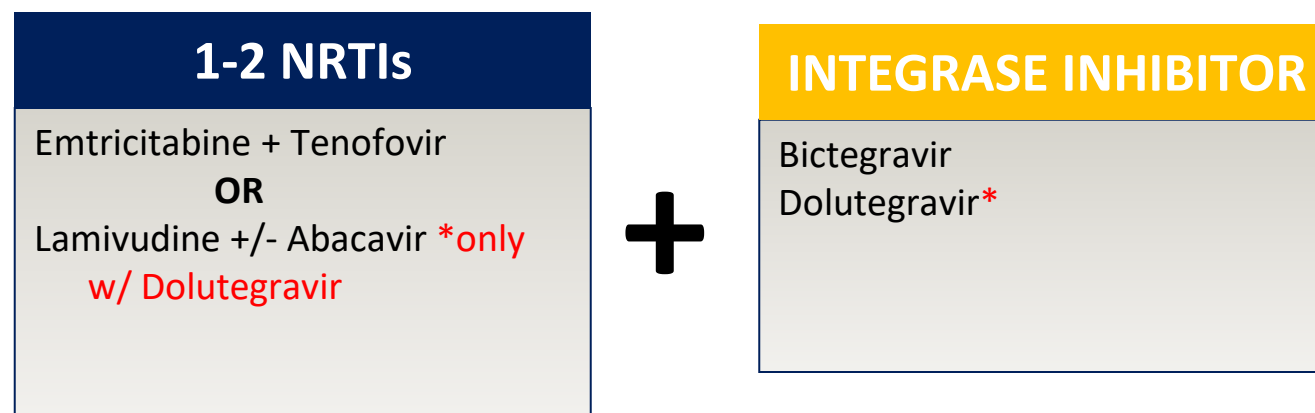 1-2 NRTIs
Emtricitabine + Tenofovir
OR
Lamivudine +/- Abacavir *only
w/ Dolutegravir
+
INTEGRASE INHIBITOR
Bictegravir
Dolutegravir*